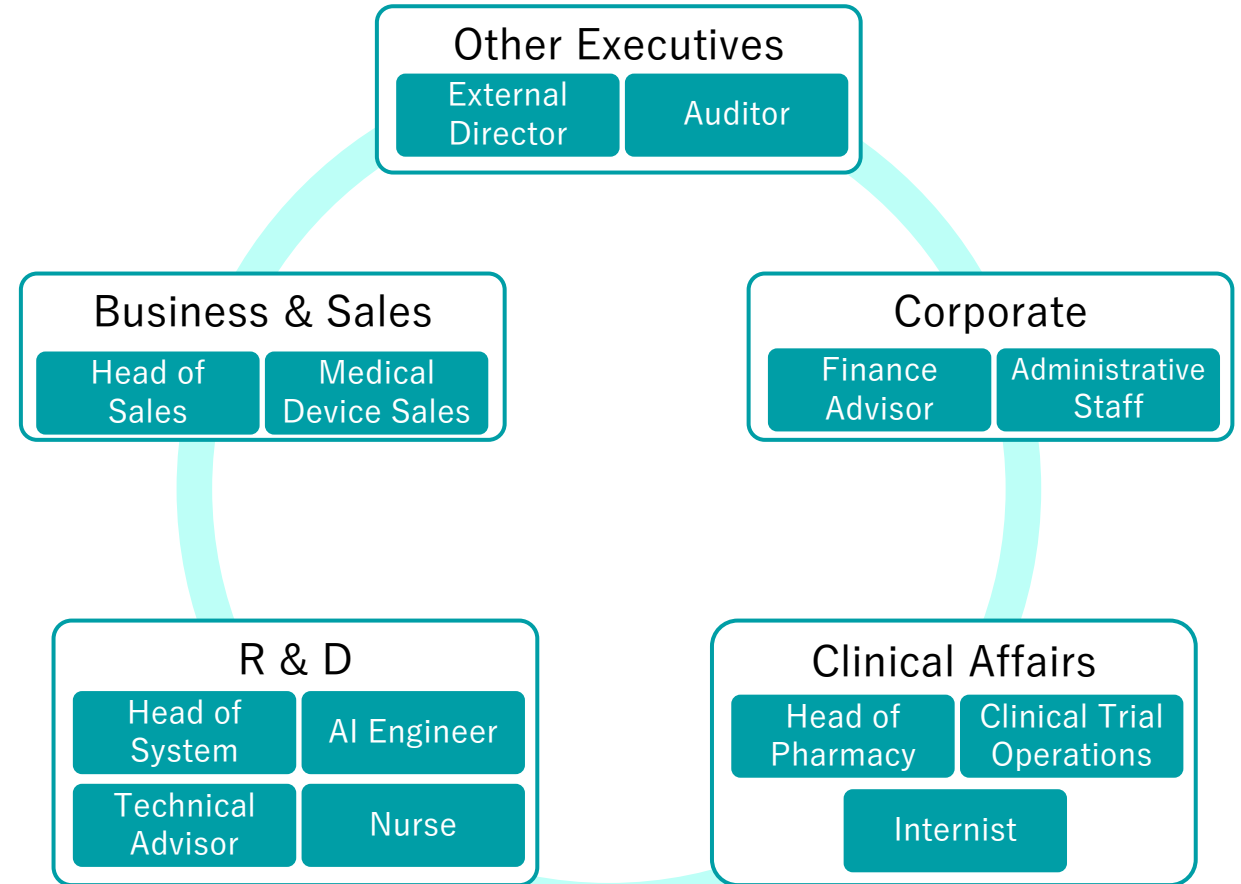 Other Executives
External
Director
Auditor
Business & Sales
Head of
Sales
Medical
Device Sales
Corporate
Finance
Advisor
Administrative
Staff
R & D
Head of
System
AI Engineer
Technical
Advisor
Nurse
Clinical Affairs
Head of
Pharmacy
Clinical Trial
Operations
Internist